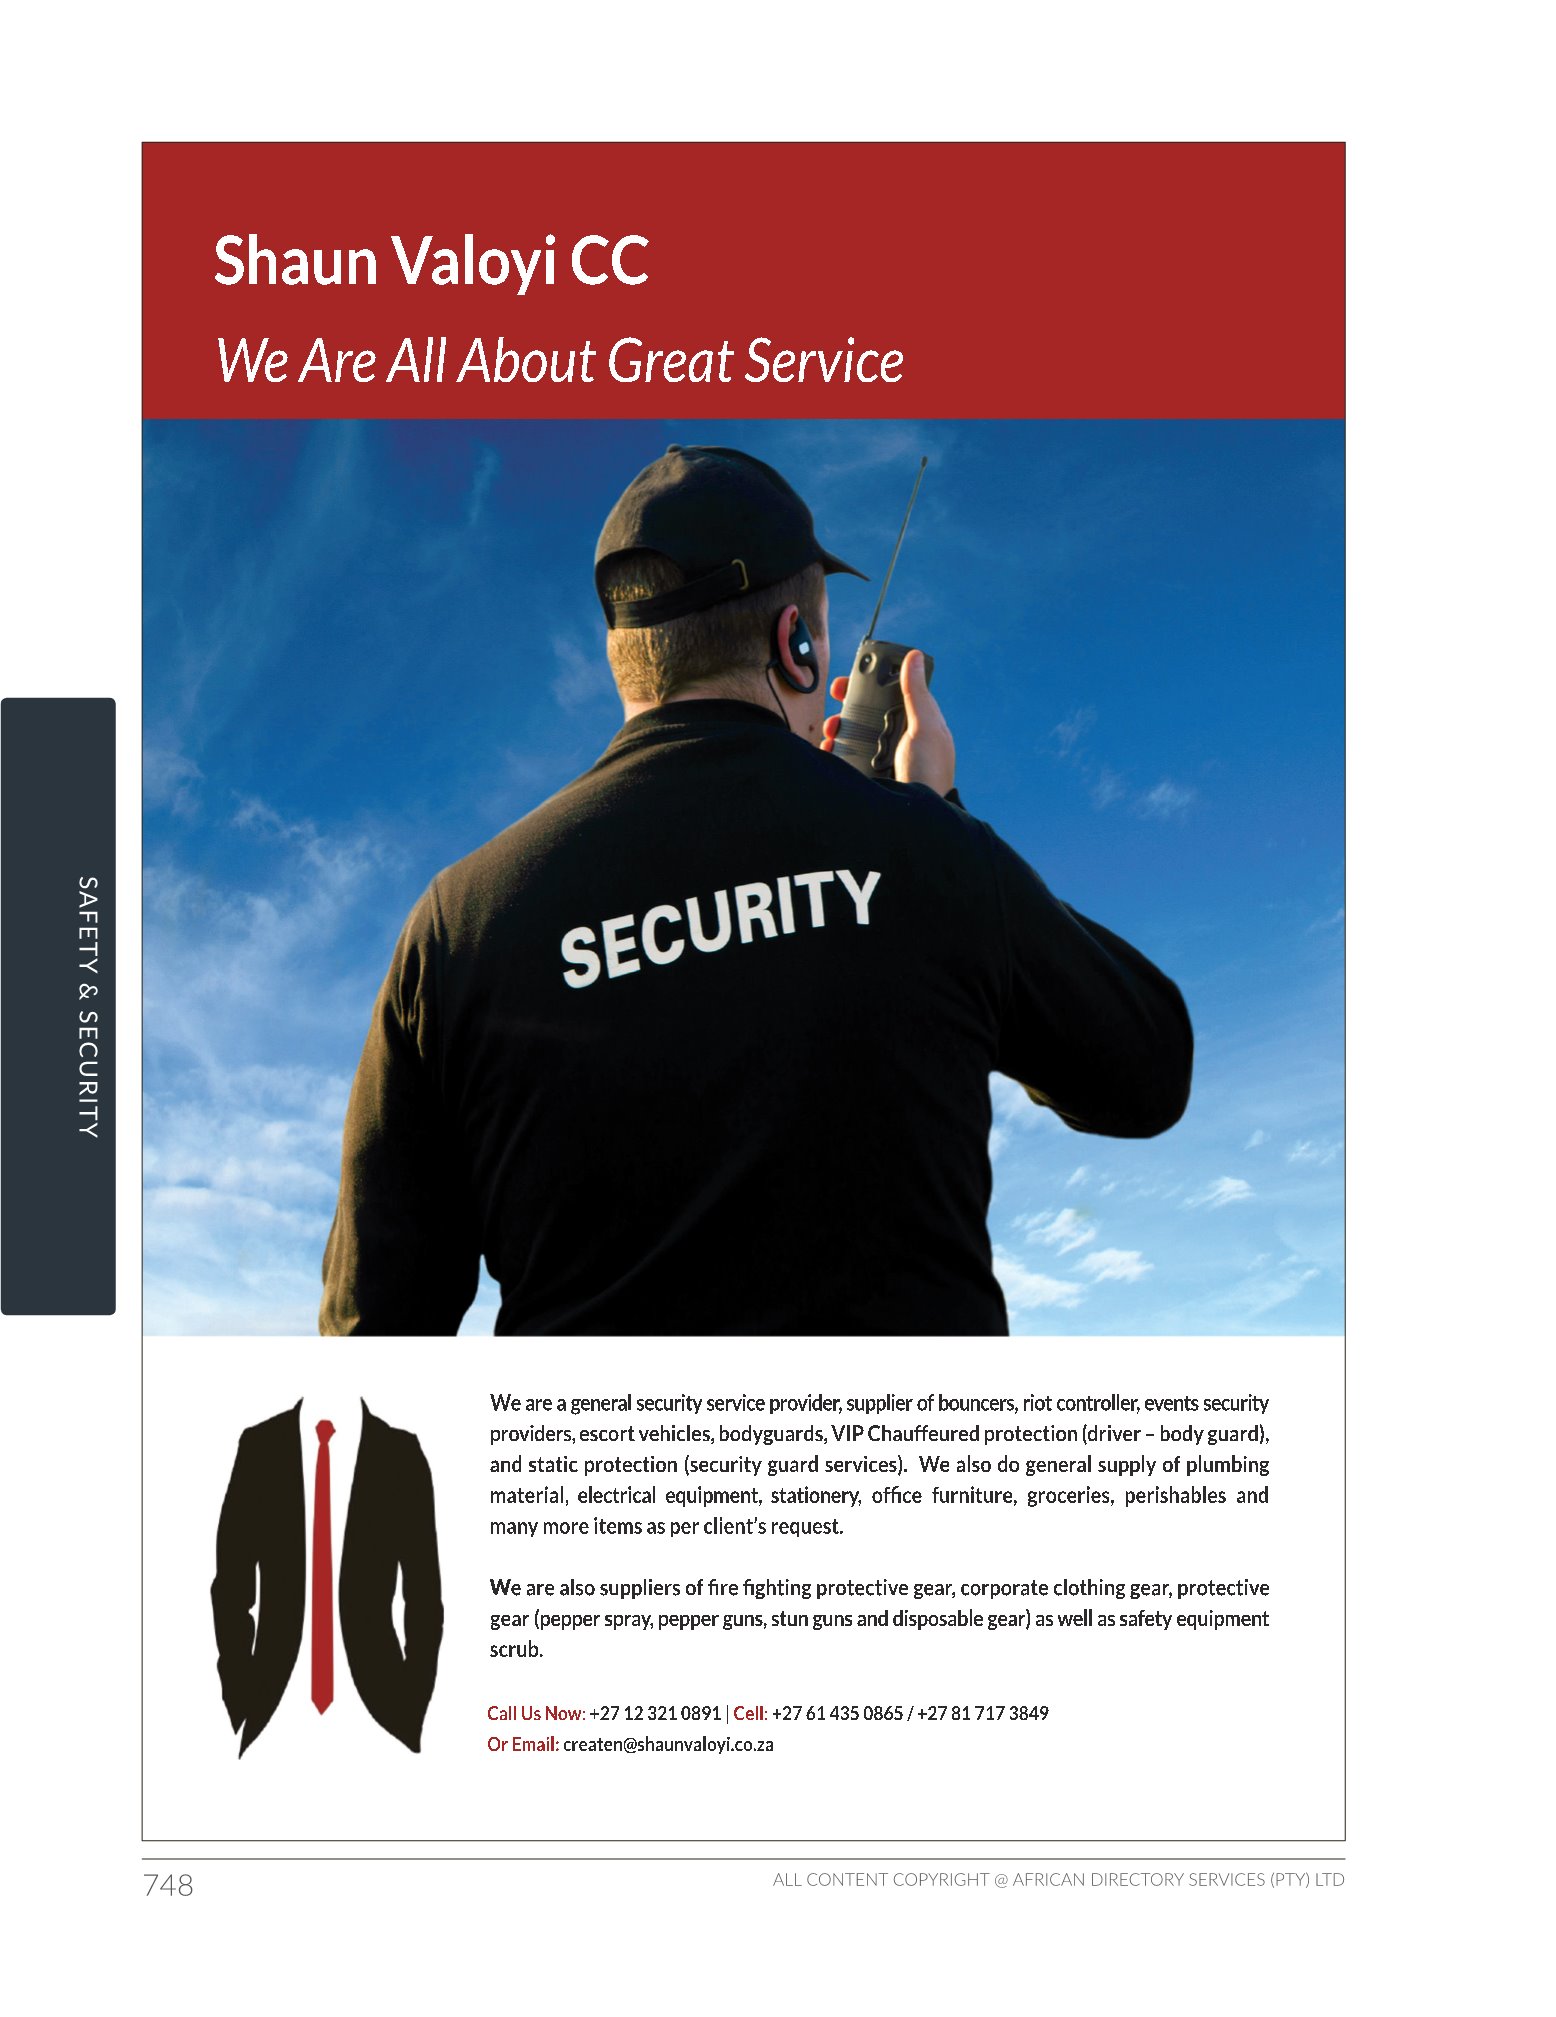 Shaun Valoyi CC
We Are All About Great Service
SECURITY
SAFETY & SECURITY
We are a general security service provider, supplier of bouncers, riot controller, events security
providers, escort vehicles, bodyguards, VIP Chauffeured protection (driver – body guard),
and static protection (security guard services).  We also do general supply of plumbing
material, electrical equipment, stationery, office furniture, groceries, perishables and
many more items as per client's request.
We are also suppliers of fire fighting protective gear, corporate clothing gear, protective
gear (pepper spray, pepper guns, stun guns and disposable gear) as well as safety equipment
scrub.
Call Us Now: +27 12 321 0891 | Cell: +27 61 435 0865 / +27 81 717 3849
Or Email: createn@shaunvaloyi.co.za
748
ALL CONTENT COPYRIGHT @ AFRICAN DIRECTORY SERVICES (PTY) LTD